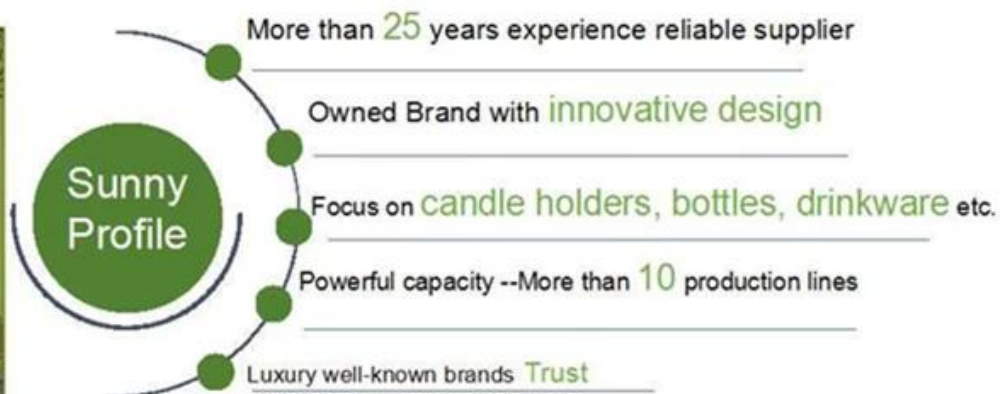 More than 25 years experience reliable supplier
Owned Brand with innovative design
Sunny
Profile
Focus on candle holders, bottles, drinkware etc.
Powerful capacity --More than 10 production lines
Luxury well-known brands Trust